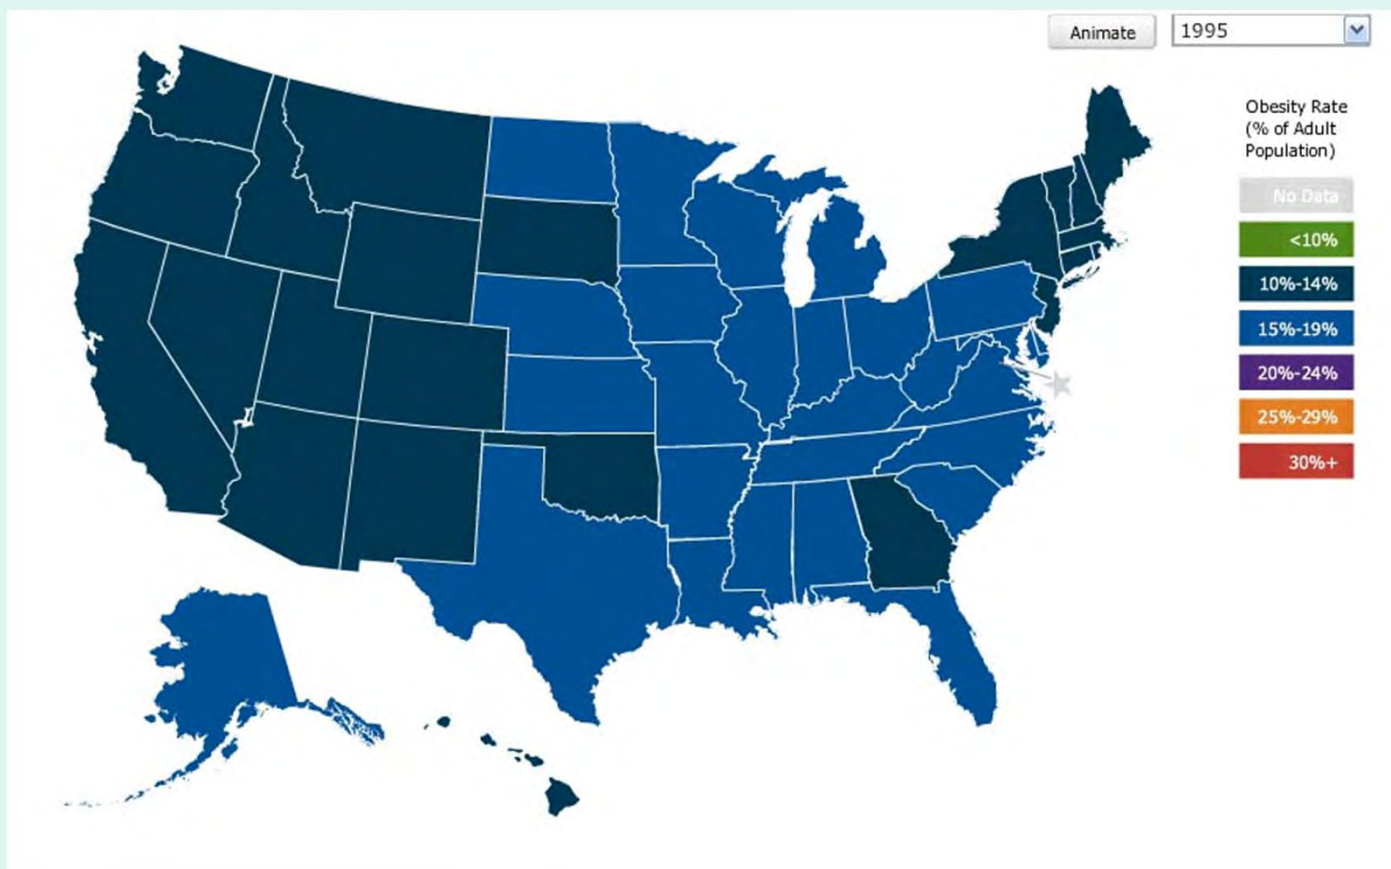 Animate
1995
Obesity Rate
(% of Adult
Population)
No Data
<10%
10%-14%
15%-19%
20%-24%
25%-29%
30%+